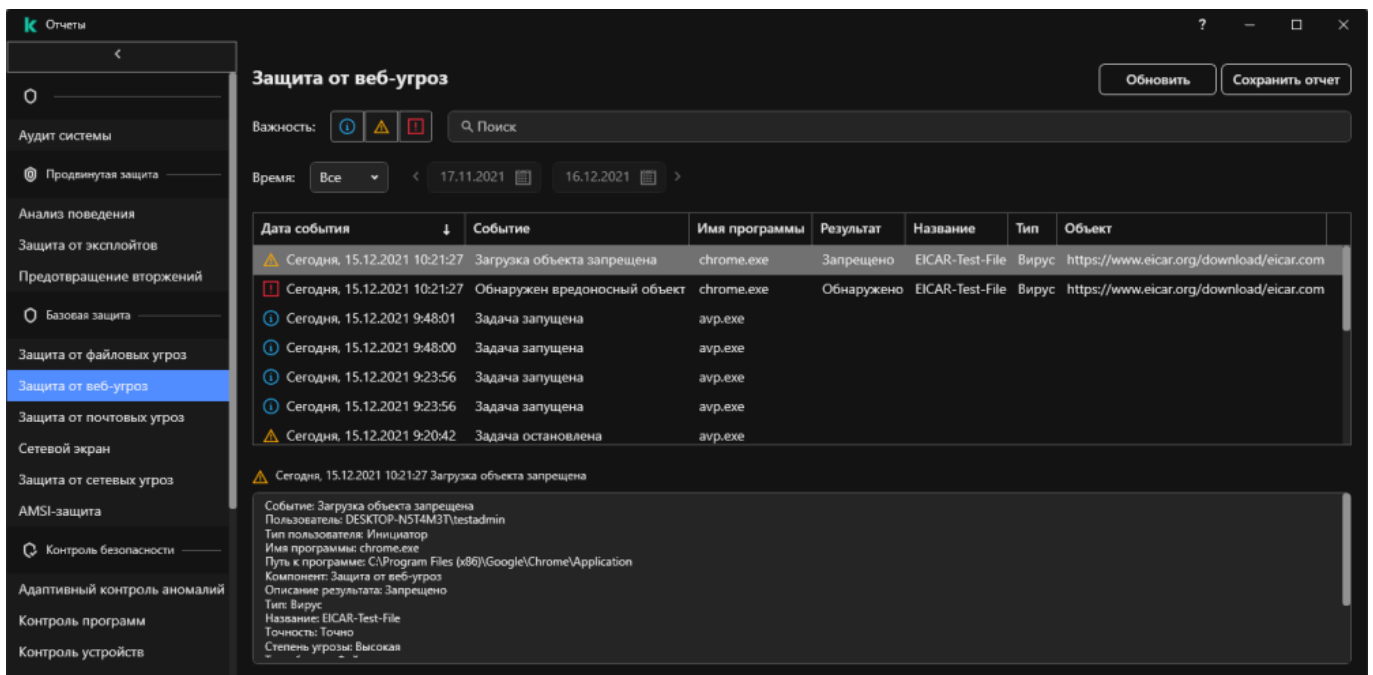 Отчеты
?
Аудит системы
Продвинутая защита
Анализ поведения
Защита от эксплойтов
Предотвращение вторжений
Базовая защита
Защита от файловых угроз
Защита от веб-угроз
Защита от почтовых угроз
Сетевой экран
Защита от сетевых угроз
AMSI-защита
Контроль безопасности
Адаптивный контроль аномалий
Контроль программ
Контроль устройств
Защита от веб-угроз
Обновить Сохранить отчет
Важность: Поиск
Время: Все 17.11.2021 16.12.2021
Дата события ↓ Событие Имя программы Результат Название Тип Объект
Сегодня, 15.12.2021 10:21:27 Загрузка объекта запрещена chrome.exe Запрещено EICAR-Test-File Вирус https://www.eicar.org/download/eicar.com
Сегодня, 15.12.2021 10:21:27 Обнаружен вредоносный объект chrome.exe Обнаружено EICAR-Test-File Вирус https://www.eicar.org/download/eicar.com
Сегодня, 15.12.2021 9:48:01 Задача запущена avp.exe
Сегодня, 15.12.2021 9:48:00 Задача запущена avp.exe
Сегодня, 15.12.2021 9:23:56 Задача запущена avp.exe
Сегодня, 15.12.2021 9:23:56 Задача запущена avp.exe
Сегодня, 15.12.2021 9:20:42 Задача остановлена avp.exe
Сегодня, 15.12.2021 10:21:27 Загрузка объекта запрещена
Событие: Загрузка объекта запрещена
Пользователь: DESKTOP-N5T4M3T\testadmin
Тип пользователя: Инициатор
Имя программы: chrome.exe
Путь к программе: C:\Program Files (x86)\Google\Chrome\Application
Компонент: Защита от веб-угроз
Описание результата: Запрещено
Тип: Вирус
Название: EICAR-Test-File
Точность: Точно
Степень угрозы: Высокая